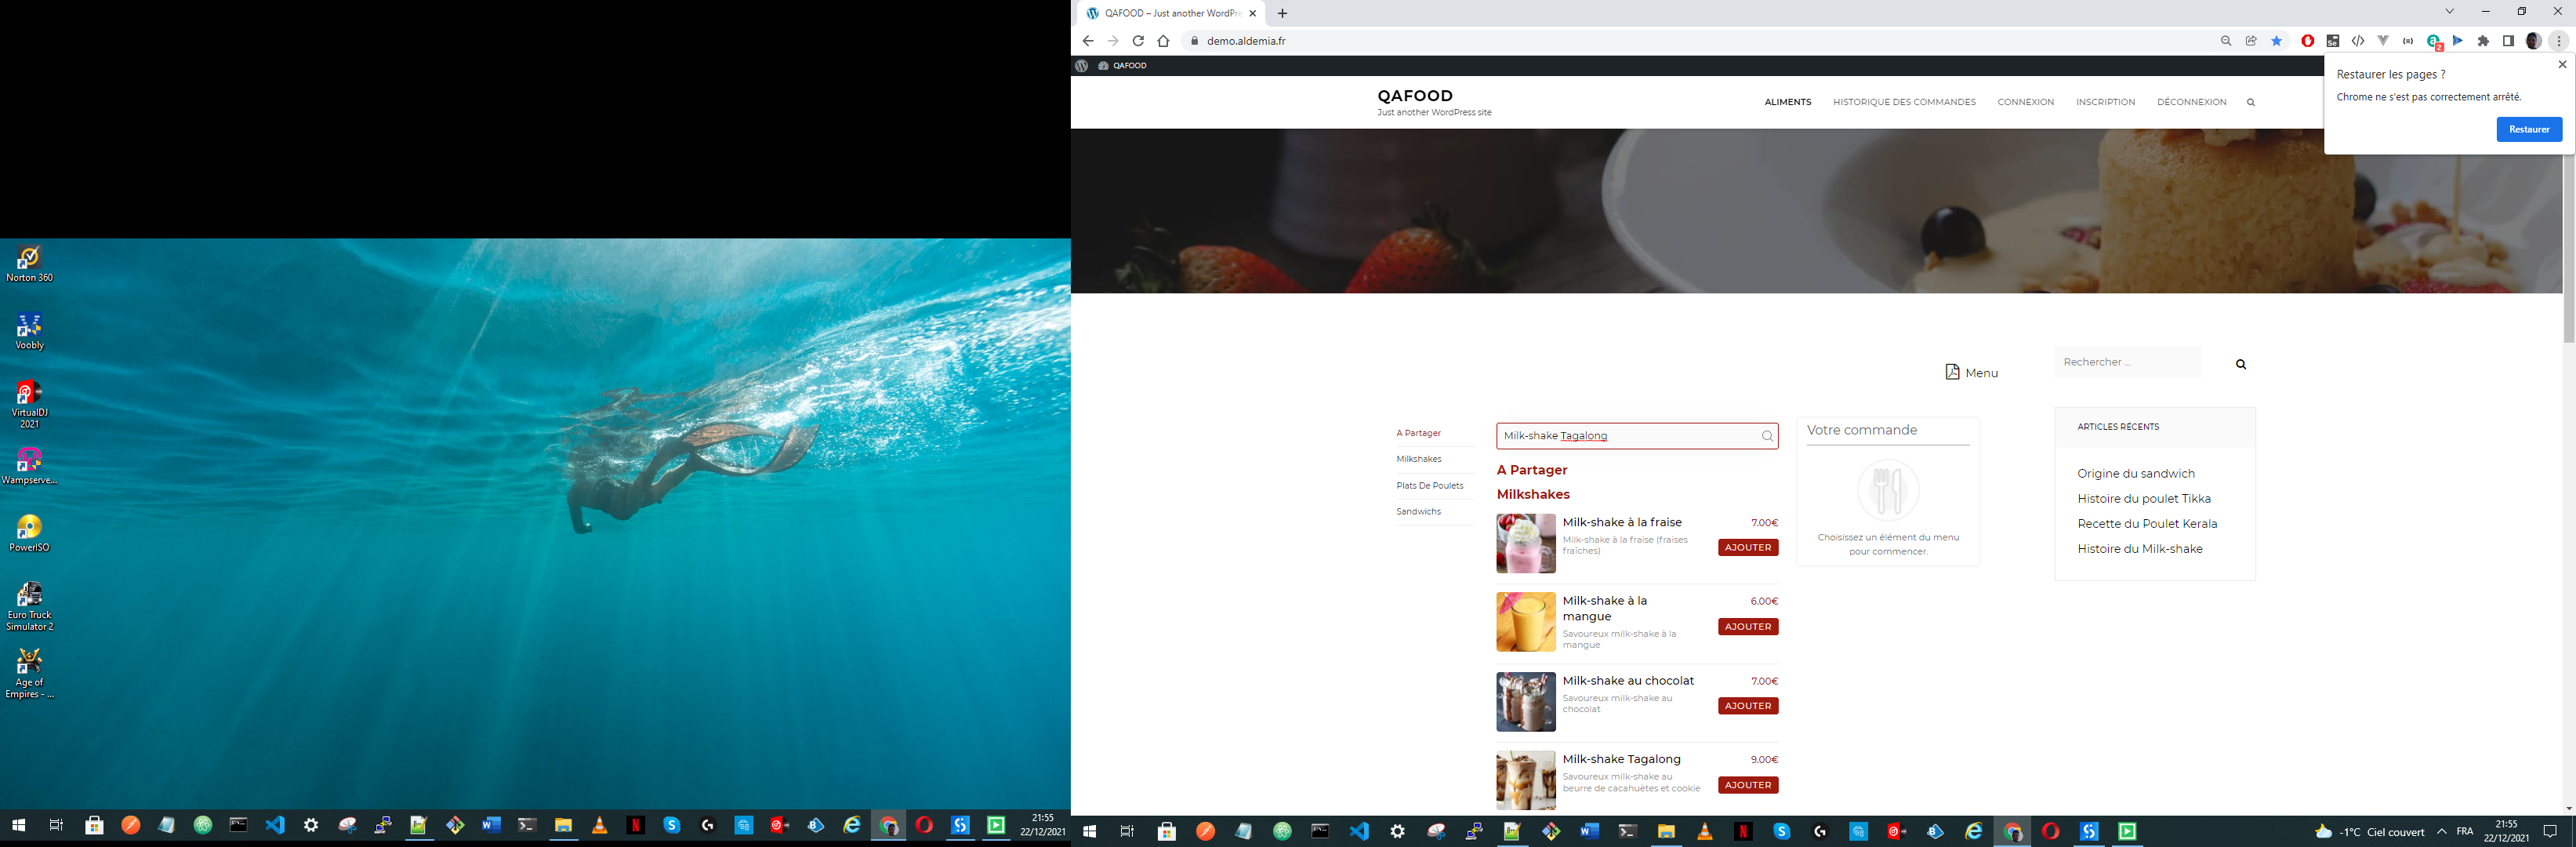 Norton 360
Voobly
VirtualDJ
2021
Wampserve...
PowerISO
Euro Truck
Simulator 2
Age of
Empires - ...
21:55
22/12/2021
QAFOOD – Just another WordPre
demo.aldemia.fr
2
QAFOOD
Restaurer les pages ?
Chrome ne s'est pas correctement arrêté.
Restaurer
QAFOOD
Just another WordPress site
ALIMENTS
HISTORIQUE DES COMMANDES
CONNEXION
INSCRIPTION
DÉCONNEXION
Menu
Rechercher ...
A Partager
Milkshakes
Plats De Poulets
Sandwichs
Milk-shake Tagalong
A Partager
Milkshakes
Milk-shake à la fraise
7.00€
Milk-shake à la fraise (fraises
fraîches)
AJOUTER
Milk-shake à la
mangue
6.00€
Savoureux milk-shake à la
mangue
AJOUTER
Milk-shake au chocolat
7.00€
Savoureux milk-shake au
chocolat
AJOUTER
Milk-shake Tagalong
9.00€
Savoureux milk-shake au
beurre de cacahuètes et cookie
AJOUTER
Votre commande
Choisissez un élément du menu
pour commencer.
ARTICLES RÉCENTS
Origine du sandwich
Histoire du poulet Tikka
Recette du Poulet Kerala
Histoire du Milk-shake
-1°C Ciel couvert
FRA
21:55
22/12/2021